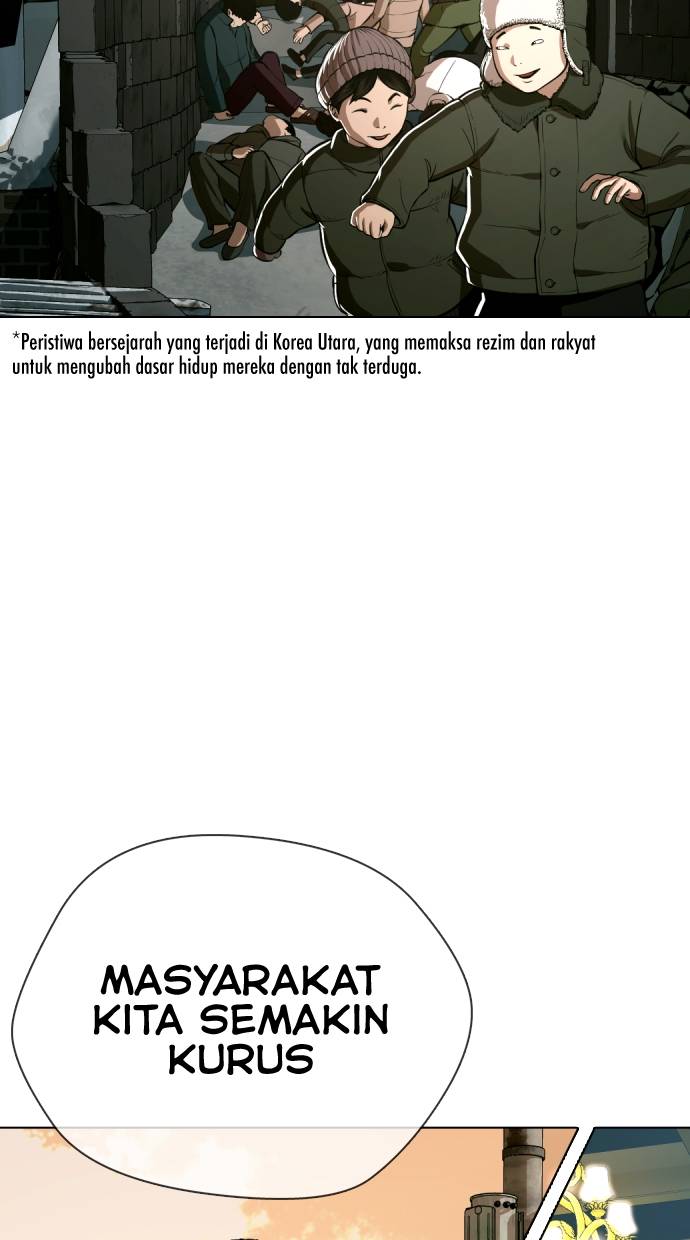 *Peristiwa bersejarah yang terjadi di Korea Utara, yang memaksa rezim dan rakyat
untuk mengubah dasar hidup mereka dengan tak terduga.
MASYARAKAT
KITA SEMAKIN
KURUS